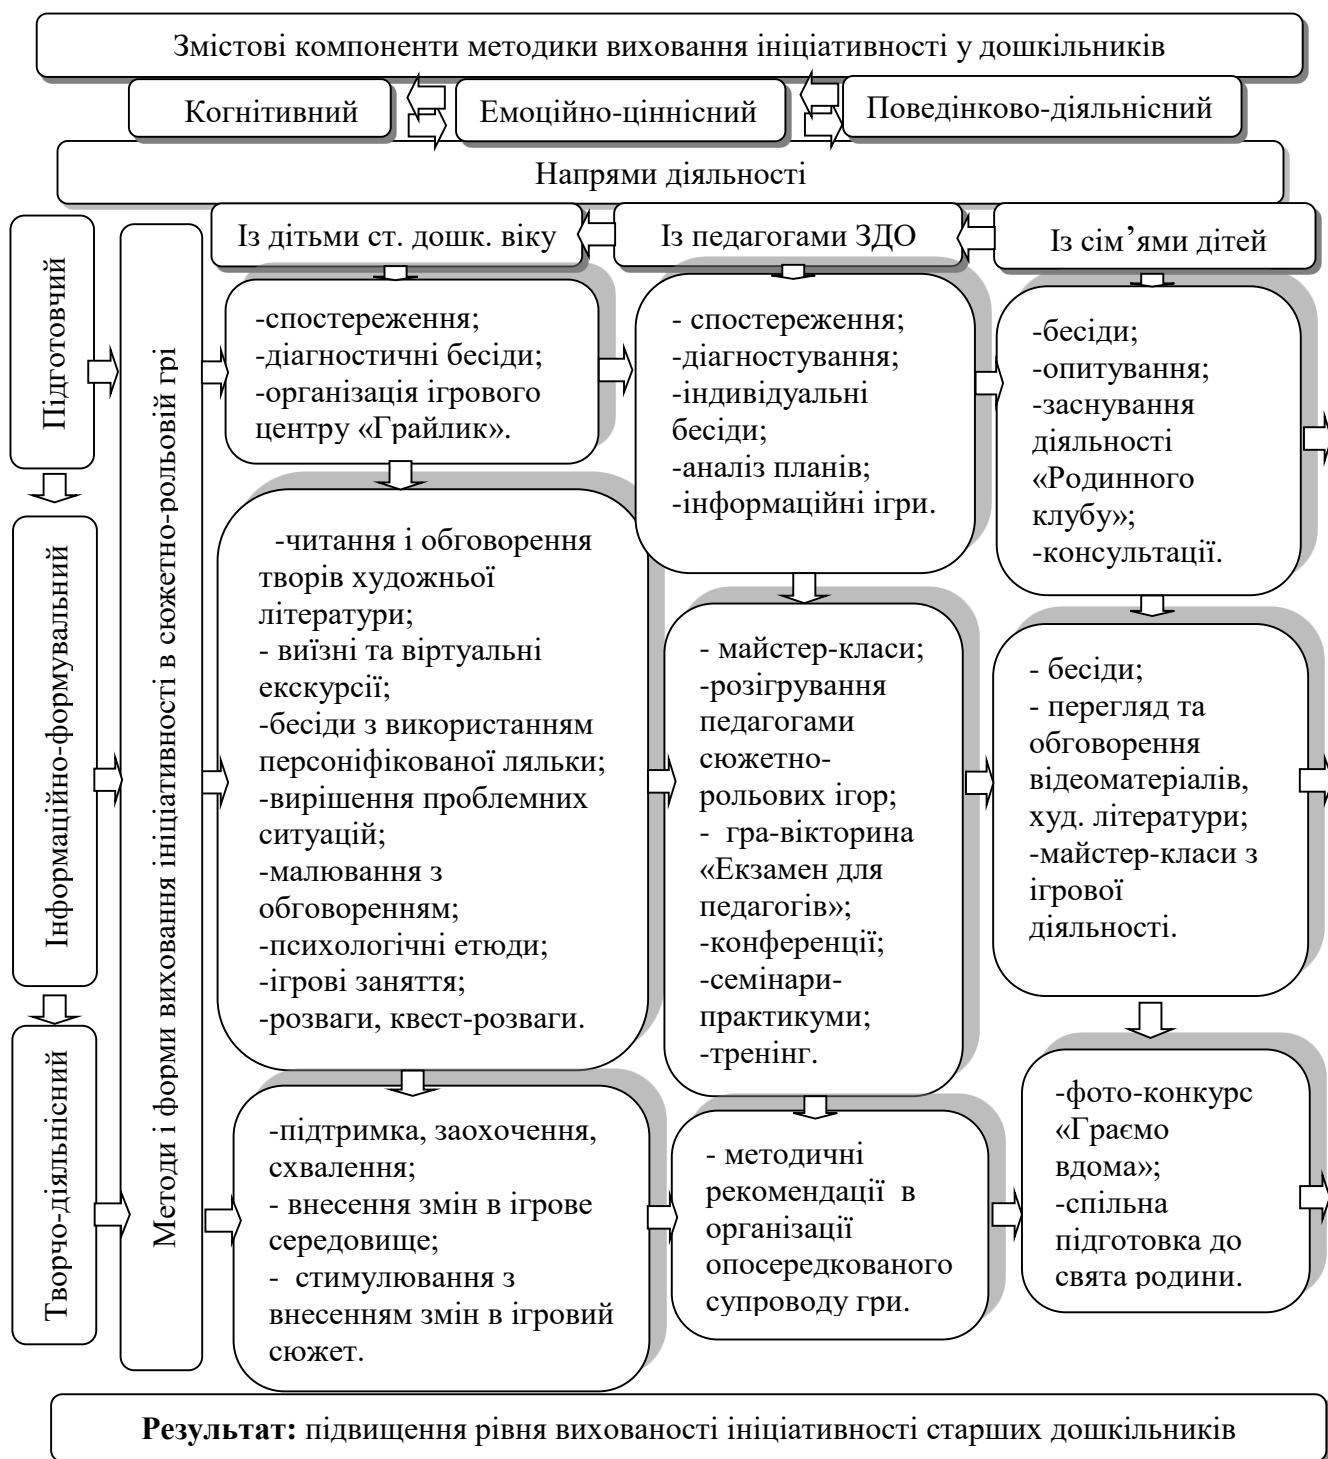 Змістові компоненти методики виховання ініціативності у дошкільників
Когнітивний
Емоційно-ціннісний
Поведінково-діяльнісний
Напрями діяльності
Із дітьми ст. дошк. віку
Із педагогами ЗДО
Із сім’ями дітей
Підготовчий
Методи і форми виховання ініціативності в сюжетно-рольовій грі
-спостереження;
-діагностичні бесіди;
-організація ігрового
центру «Грайлик».
- спостереження;
-діагностування;
-індивідуальні
бесіди;
-аналіз планів;
-інформаційні ігри.
-бесіди;
-опитування;
-заснування
діяльності
«Родинного
клубу»;
-консультації.
Інформаційно-формувальний
-читання і обговорення
творів художньої
літератури;
- виїзні та віртуальні
екскурсії;
-бесіди з використанням
персоніфікованої ляльки;
-вирішення проблемних
ситуацій;
-малювання з
обговоренням;
-психологічні етюди;
-ігрові заняття;
-розваги, квест-розваги.
- майстер-класи;
-розігрування
педагогами
сюжетно-
рольових ігор;
- гра-вікторина
«Екзамен для
педагогів»;
-конференції;
-семінари-
практикуми;
-тренінг.
- бесіди;
- перегляд та
обговорення
відеоматеріалів,
худ. літератури;
-майстер-класи з
ігрової
діяльності.
Творчо-діяльнісний
-підтримка, заохочення,
схвалення;
- внесення змін в ігрове
середовище;
- стимулювання з
внесенням змін в ігровий
сюжет.
- методичні
рекомендації в
організації
опосередкованого
супроводу гри.
-фото-конкурс
«Граємо
вдома»;
-спільна
підготовка до
свята родини.
Результат: підвищення рівня вихованості ініціативності старших дошкільників